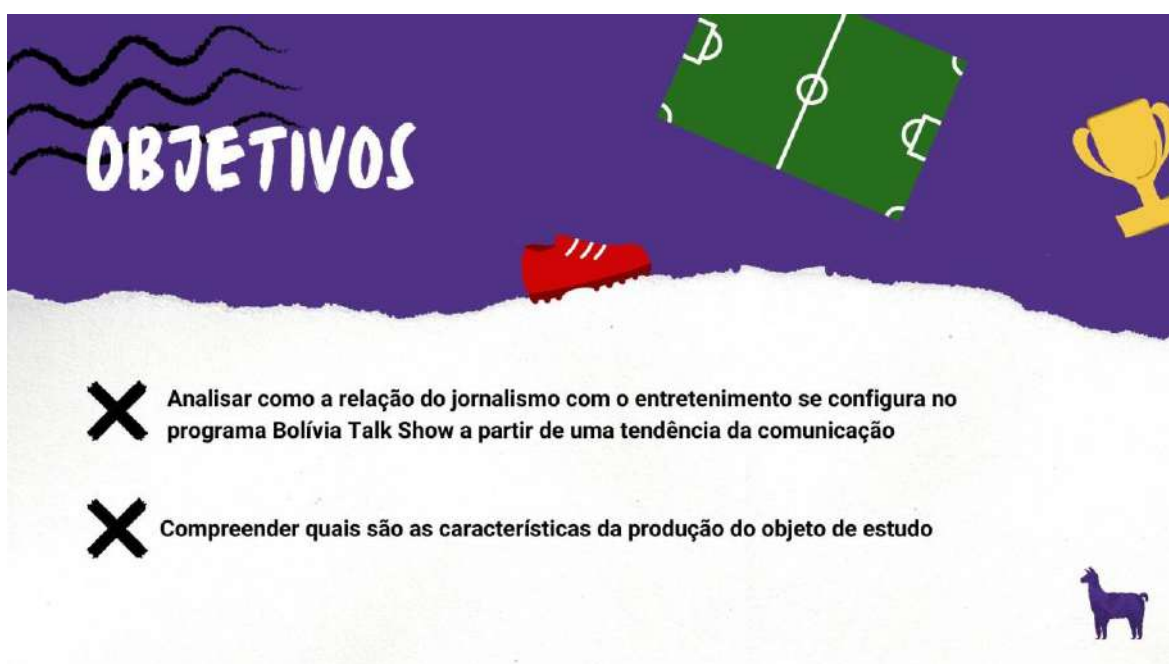 OBJETIVOS
Analisar como a relação do jornalismo com o entretenimento se configura no
programa Bolívia Talk Show a partir de uma tendência da comunicação
Compreender quais são as características da produção do objeto de estudo